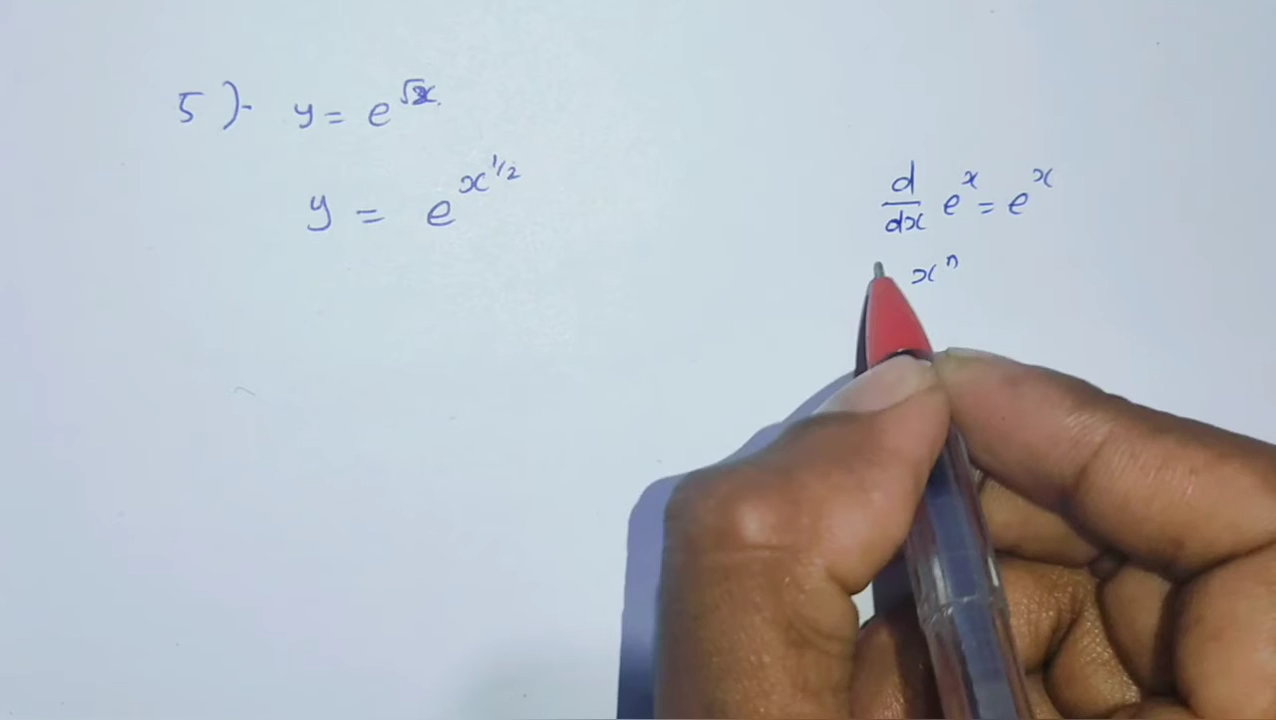 5)- y = e^√x.
y = e^x^1/2
d/dx e^x = e^x
x^n